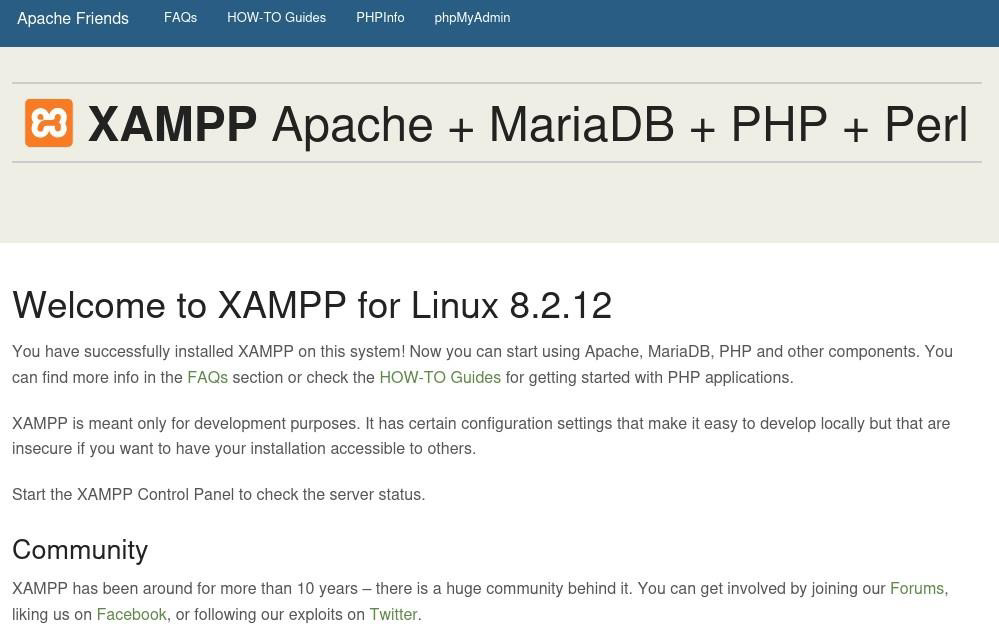 Apache Friends FAQs HOW-TO Guides PHPInfo phpMyAdmin
XAMPP Apache + MariaDB + PHP + Perl
Welcome to XAMPP for Linux 8.2.12
You have successfully installed XAMPP on this system! Now you can start using Apache, MariaDB, PHP and other components. You
can find more info in the FAQs section or check the HOW-TO Guides for getting started with PHP applications.
XAMPP is meant only for development purposes. It has certain configuration settings that make it easy to develop locally but that are
insecure if you want to have your installation accessible to others.
Start the XAMPP Control Panel to check the server status.
Community
XAMPP has been around for more than 10 years – there is a huge community behind it. You can get involved by joining our Forums,
liking us on Facebook, or following our exploits on Twitter.